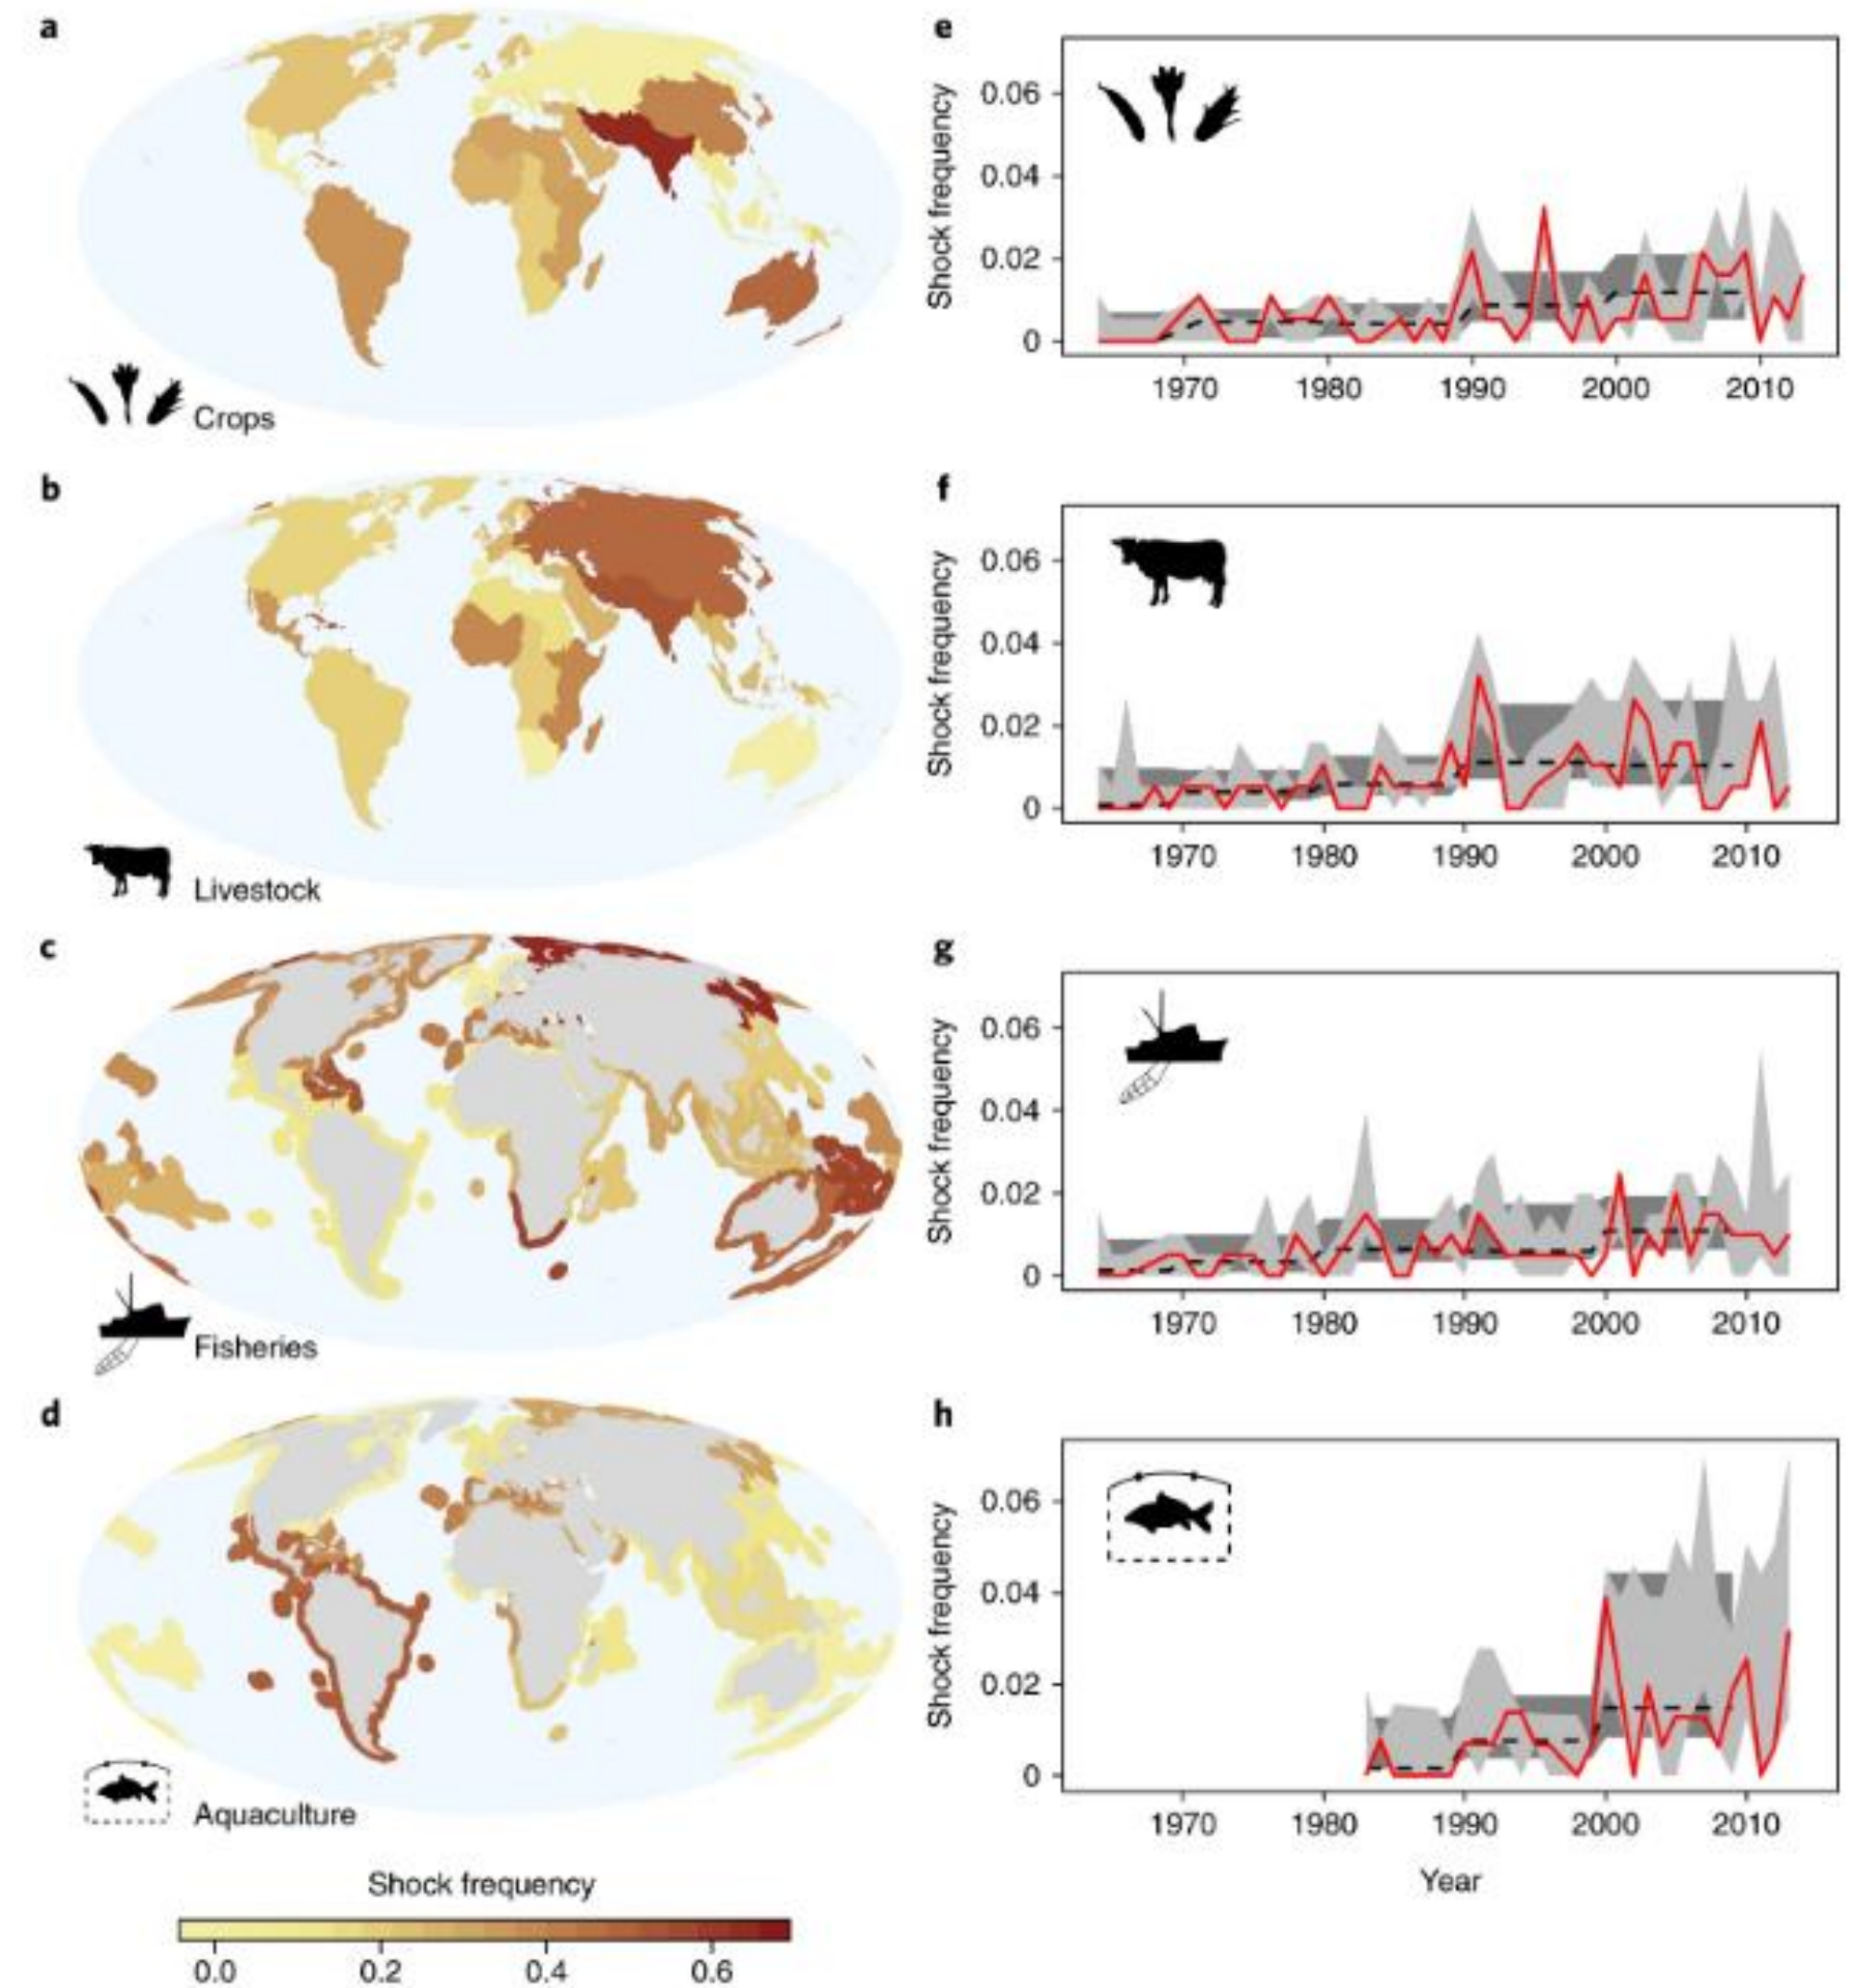 a
Crops
b
Livestock
c
Fisheries
d
Aquaculture
Shock frequency
0.0 0.2 0.4 0.6
e
Shock frequency
0.06
0.04
0.02
0
1970 1980 1990 2000 2010
f
Shock frequency
0.06
0.04
0.02
0
1970 1980 1990 2000 2010
g
Shock frequency
0.06
0.04
0.02
0
1970 1980 1990 2000 2010
h
Shock frequency
0.06
0.04
0.02
0
1970 1980 1990 2000 2010
Year